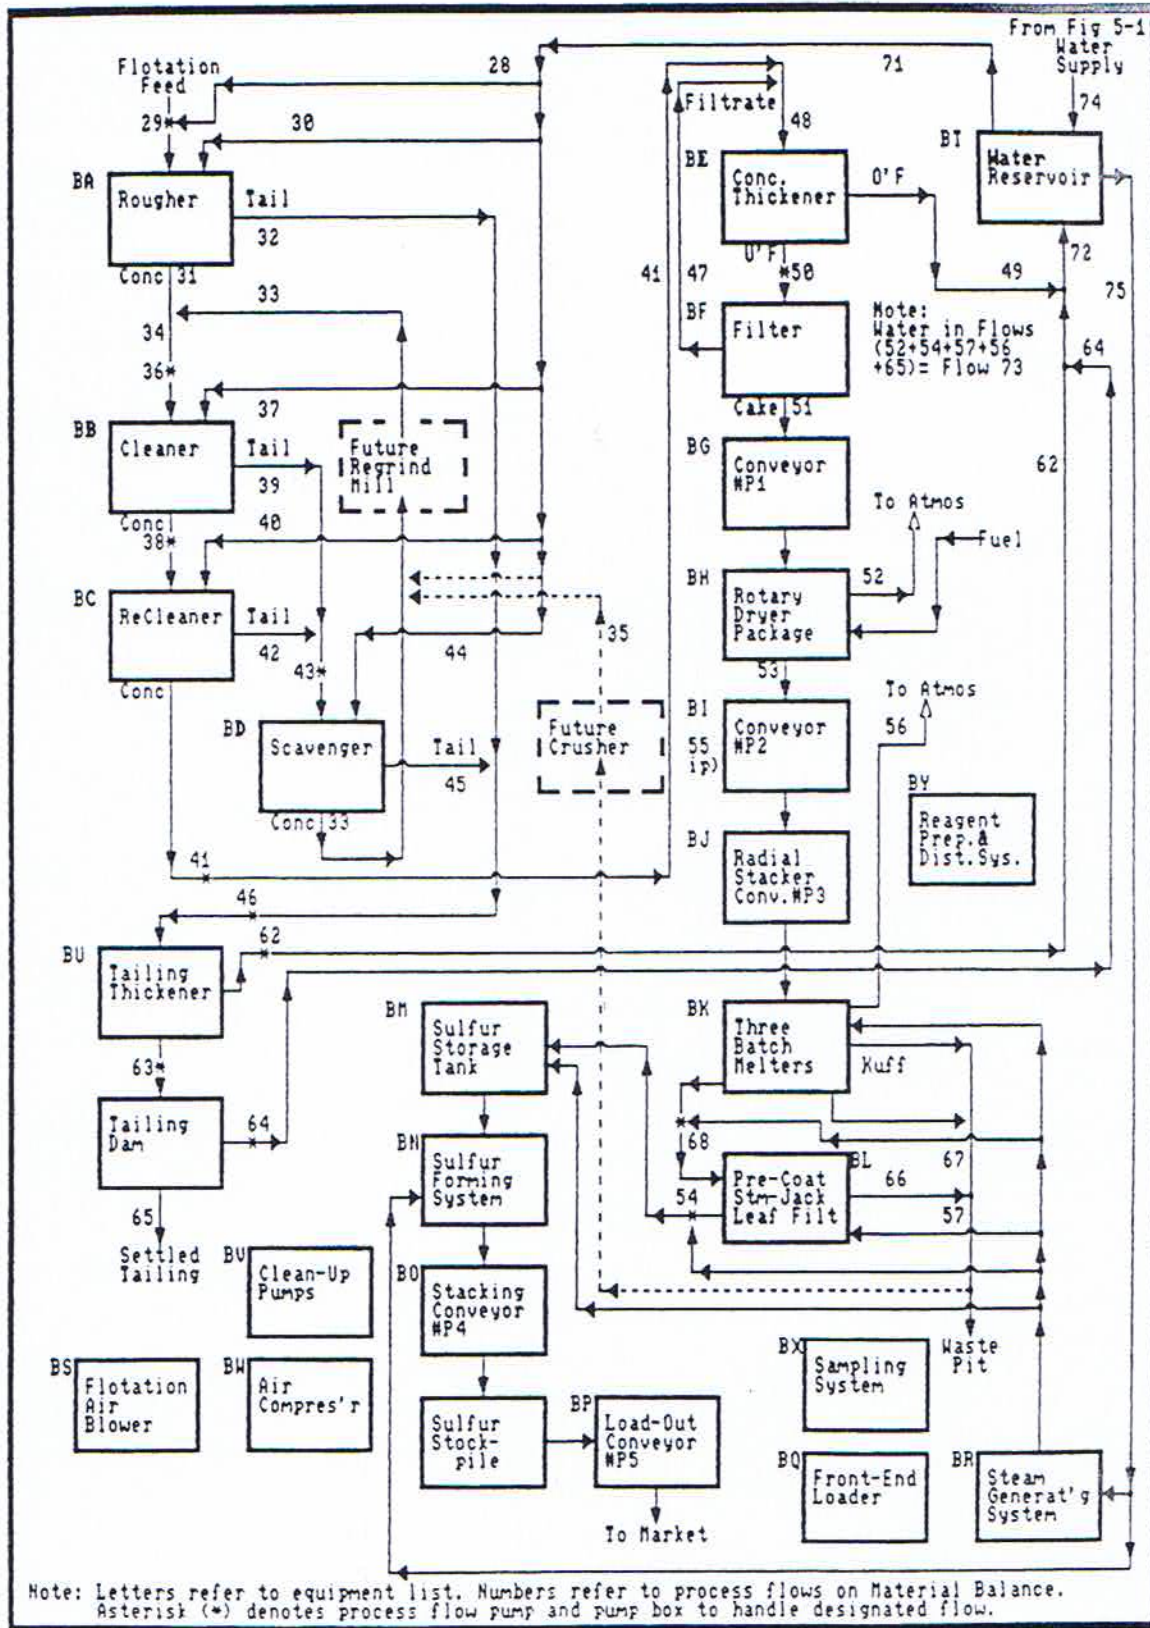 From Fig 5-1
Water
Supply
74
Flotation
Feed
28
71
29*
30
Filtrate
48
BA
Rougher
Tail
32
Conc 31
33
34
36*
37
BB
Cleaner
Tail
39
Conc
38*
40
Future
Regrind
Mill
BC
ReCleaner
Tail
42
Conc
43*
44
35
BD
Scavenger
Tail
45
Conc 33
41
*
Future
Crusher
BE
Conc.
Thickener
O'F
U'F
*50
49
41
47
BT
Water
Reservoir
72
75
BF
Filter
Cake 51
Note:
Water in Flows
(52+54+57+56
+65)= Flow 73
64
62
BG
Conveyor
#P1
To Atmos
Fuel
BH
Rotary
Dryer
Package
52
53
To Atmos
56
BI
55
ip)
Conveyor
#P2
BY
Reagent
Prep.&
Dist.Sys.
BJ
Radial
Stacker
Conv.#P3
46
*
62
*
BU
Tailing
Thickener
63*
Tailing
Dam
64
*
65
Settled
Tailing
BM
Sulfur
Storage
Tank
BK
Three
Batch
Melters
Kuff
*
68
67
BL
Pre-Coat
Stm-Jack
Leaf Filt
66
57
54
*
BN
Sulfur
Forming
System
BV
Clean-Up
Pumps
BO
Stacking
Conveyor
#P4
BS
Flotation
Air
Blower
BW
Air
Compres'r
Sulfur
Stock-
pile
BP
Load-Out
Conveyor
#P5
To Market
Waste
Pit
BX
Sampling
System
BQ
Front-End
Loader
BR
Steam
Generat'g
System
Note: Letters refer to equipment list. Numbers refer to process flows on Material Balance.
Asterisk (*) denotes process flow pump and pump box to handle designated flow.